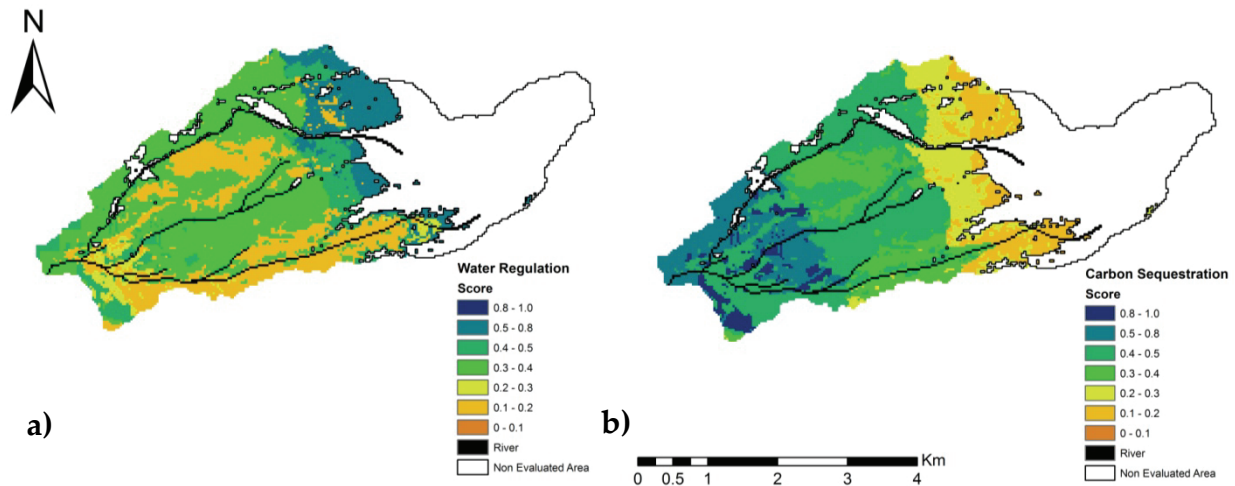 N
Water Regulation
Score
0.8 - 1.0
0.5 - 0.8
0.4 - 0.5
0.3 - 0.4
0.2 - 0.3
0.1 - 0.2
0 - 0.1
River
Non Evaluated Area
a)
Carbon Sequestration
Score
0.8 - 1.0
0.5 - 0.8
0.4 - 0.5
0.3 - 0.4
0.2 - 0.3
0.1 - 0.2
0 - 0.1
River
Non Evaluated Area
b)
Km
0 0.5 1 2 3 4